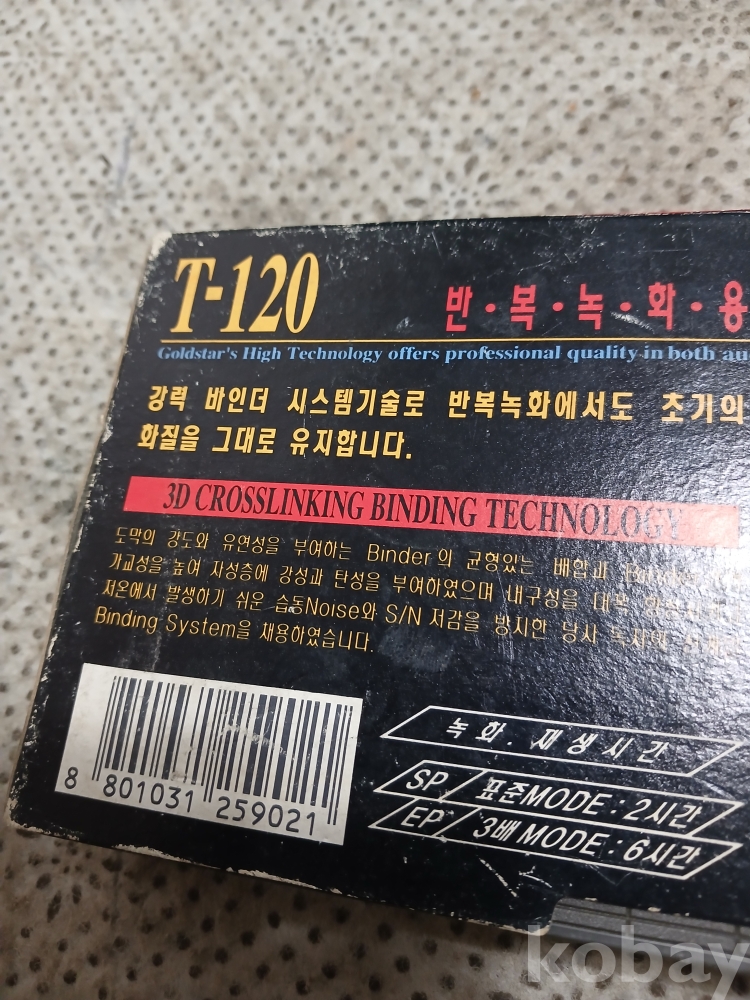 T-120
반·복·녹·화·용
Goldstar's High Technology offers professional quality in both au
강력 바인더 시스템기술로 반복녹화에서도 초기의
화질을 그대로 유지합니다.
3D CROSSLINKING BINDING TECHNOLOGY
도막의 강도와 유연성을 부여하는 Binder의 균형있는 배합과
가교성을 높여 자성층에 강성과 탄성을 부여하였으며 내구성을 대폭
저온에서 발생하기 쉬운 습동Noise와 S/N 저감을 방지한 당사
Binding System을 채용하였습니다.
녹화. 재생시간
SP 표준MODE : 2시간
EP 3배 MODE : 6시간
8 801031 259021
kobay